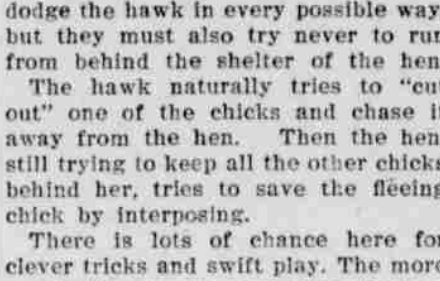 dodge the hawk in every possible way
but they must also try never to run
from behind the shelter of the hen
The hawk naturally tries to "cut
out" one of the chicks and chase it
away from the hen. Then the hen
still trying to keep all the other chicks
behind her, tries to save the fleeing
chick by interposing.
There is lots of chance here for
clever tricks and swift play. The more